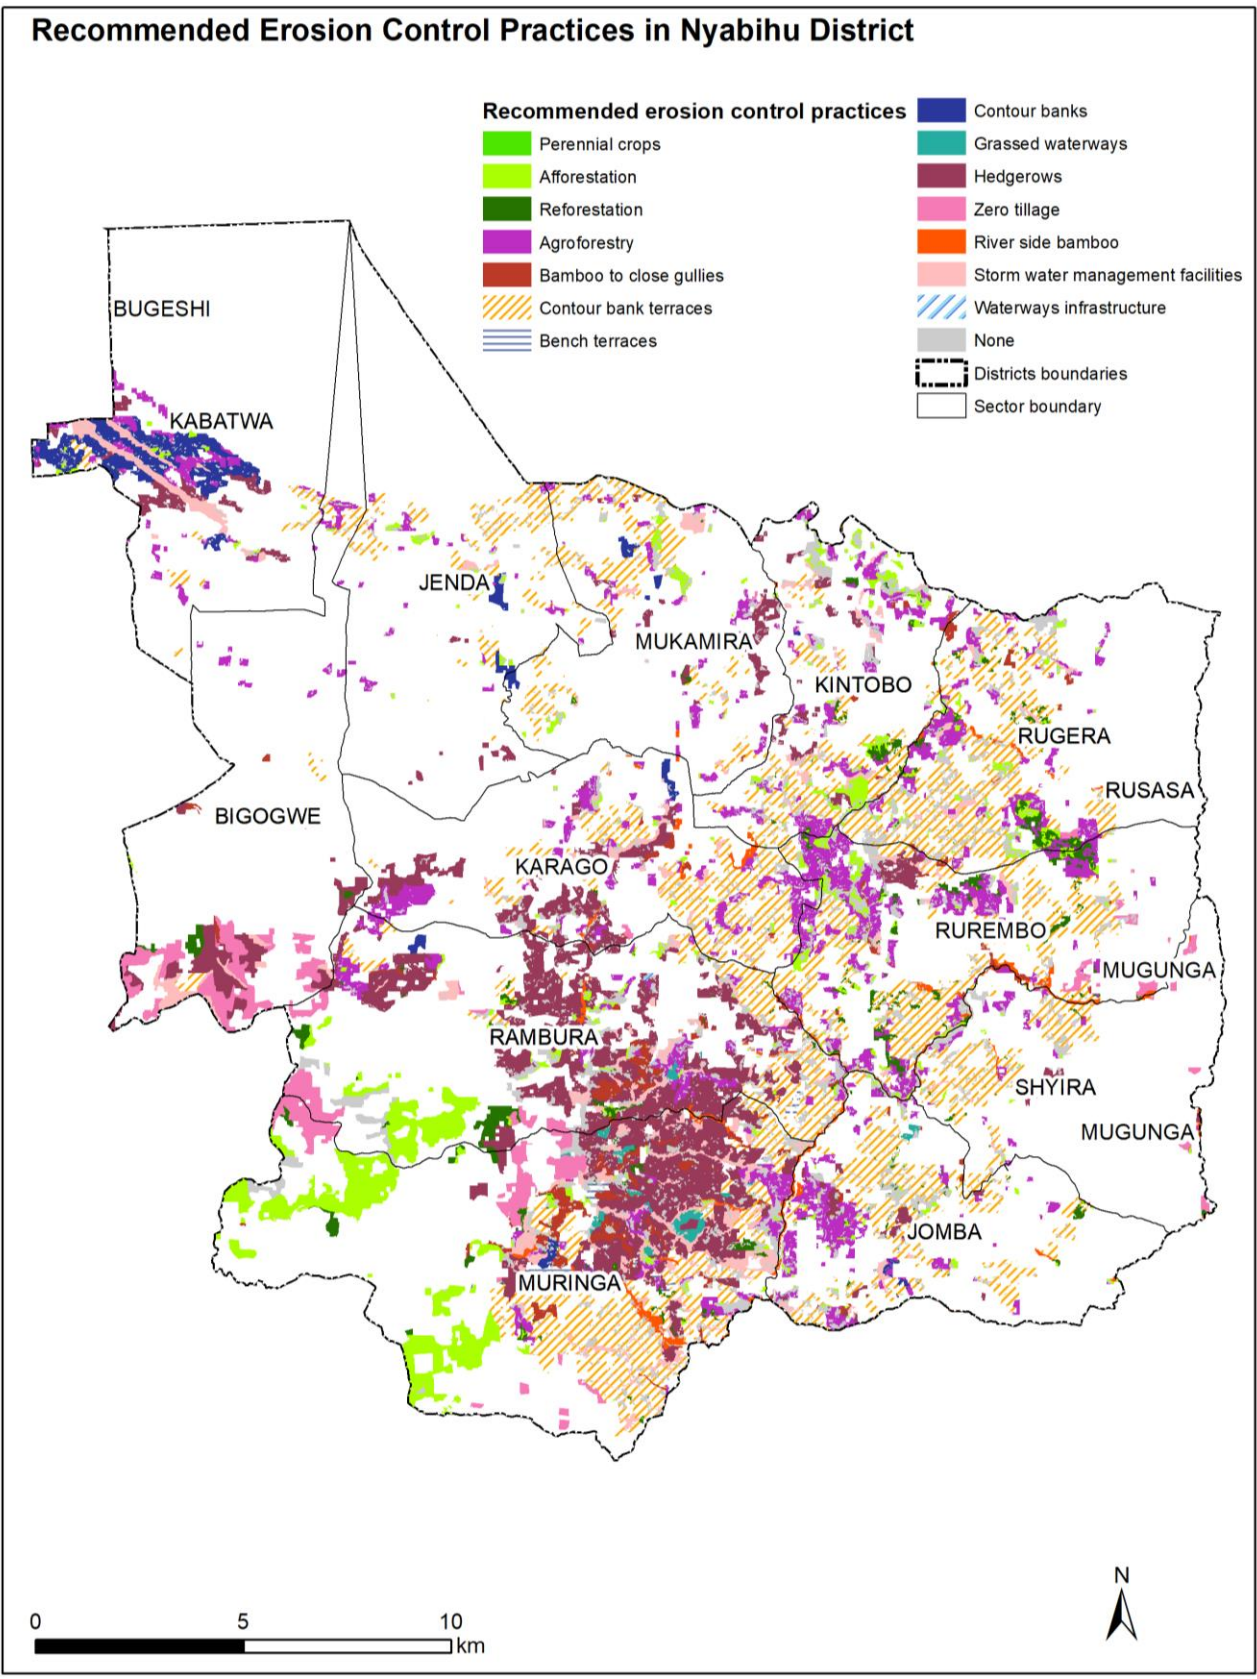 Recommended Erosion Control Practices in Nyabihu District
Recommended erosion control practices
Perennial crops
Afforestation
Reforestation
Agroforestry
Bamboo to close gullies
Contour bank terraces
Bench terraces
Contour banks
Grassed waterways
Hedgerows
Zero tillage
River side bamboo
Storm water management facilities
Waterways infrastructure
None
Districts boundaries
Sector boundary
BUGESHI
KABATWA
JENDA
MUKAMIRA
KINTOBO
RUGERA
RUSASA
BIGOGWE
KARAGO
RUREMBO
MUGUNGA
RAMBURA
SHYIRA
MUGUNGA
JOMBA
MURINGA
N
0 5 10
km